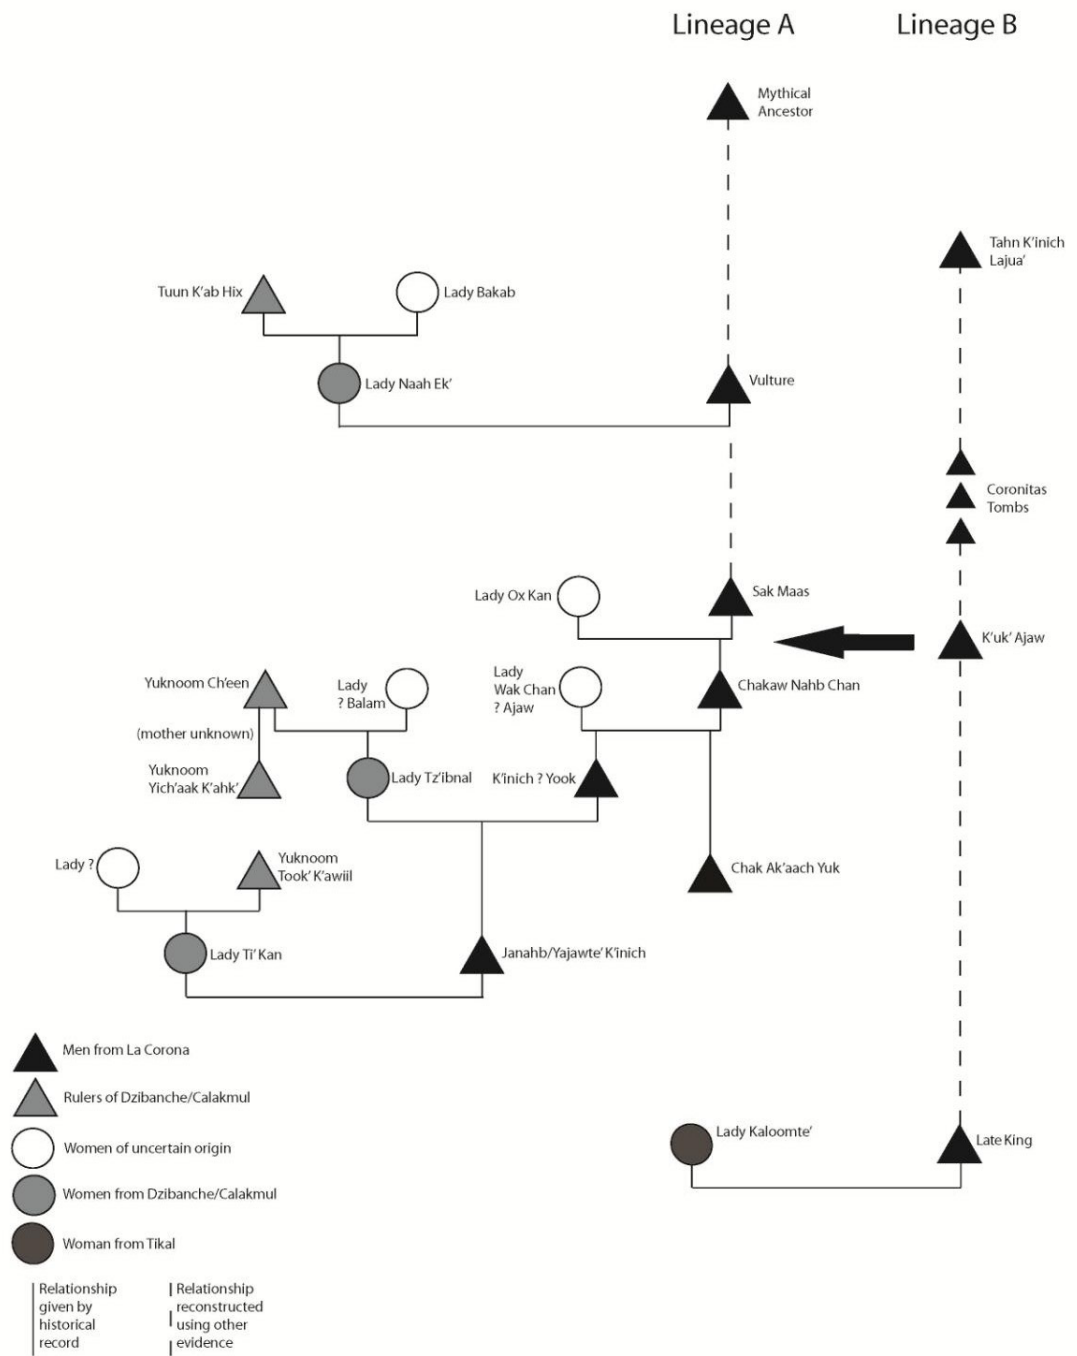 Lineage A
Lineage B
Mythical
Ancestor
Tahn K'inich
Lajua'
Tuun K'ab Hix
Lady Bakab
Lady Naah Ek'
Vulture
Coronitas
Tombs
Lady Ox Kan
Sak Maas
K'uk' Ajaw
Yuknoom Ch'een
Lady
? Balam
Lady
Wak Chan
? Ajaw
Chakaw Nahb Chan
(mother unknown)
Yuknoom
Yich'aak K'ahk'
Lady Tz'ibnal
K'inich ? Yook
Lady ?
Yuknoom
Took' K'awiil
Chak Ak'aach Yuk
Lady Ti' Kan
Janahb/Yajawte' K'inich
Men from La Corona
Rulers of Dzibanche/Calakmul
Women of uncertain origin
Women from Dzibanche/Calakmul
Woman from Tikal
Lady Kaloomte'
Late King
Relationship
given by
historical
record
Relationship
reconstructed
using other
evidence